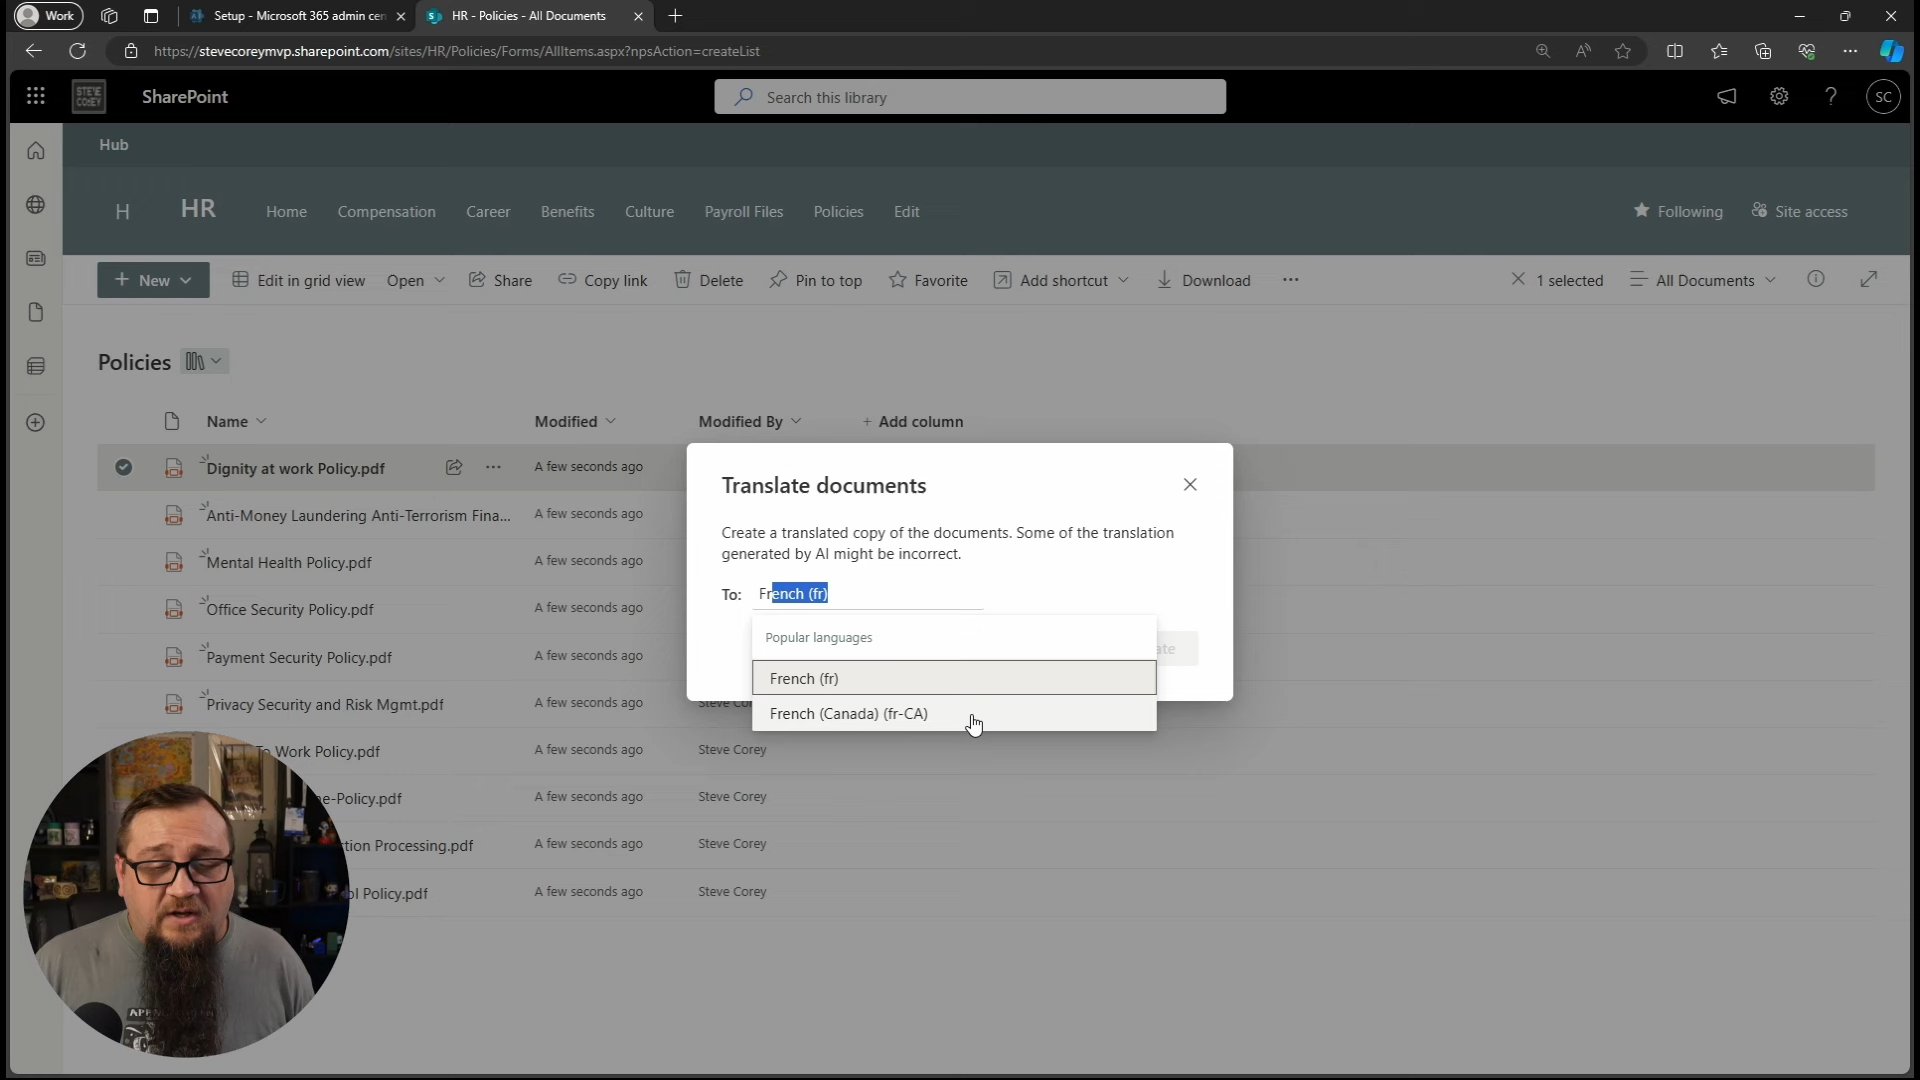 Work
Setup - Microsoft 365 admin cen
HR - Policies - All Documents
https://stevecoreymvp.sharepoint.com/sites/HR/Policies/Forms/AllItems.aspx?npsAction=createList
STEVE
COREY
SharePoint
Search this library
SC
Hub
H
HR
Home
Compensation
Career
Benefits
Culture
Payroll Files
Policies
Edit
Following
Site access
New
Edit in grid view
Open
Share
Copy link
Delete
Pin to top
Favorite
Add shortcut
Download
1 selected
All Documents
Policies
Name
Modified
Modified By
+ Add column
Dignity at work Policy.pdf
A few seconds ago
Anti-Money Laundering Anti-Terrorism Fina...
A few seconds ago
Mental Health Policy.pdf
A few seconds ago
Office Security Policy.pdf
A few seconds ago
Payment Security Policy.pdf
A few seconds ago
Privacy Security and Risk Mgmt.pdf
A few seconds ago
To Work Policy.pdf
A few seconds ago
Steve Corey
e-Policy.pdf
A few seconds ago
Steve Corey
tion Processing.pdf
A few seconds ago
Steve Corey
ol Policy.pdf
A few seconds ago
Steve Corey
Translate documents
Create a translated copy of the documents. Some of the translation
generated by AI might be incorrect.
To: French (fr)
Popular languages
French (fr)
French (Canada) (fr-CA)
ate